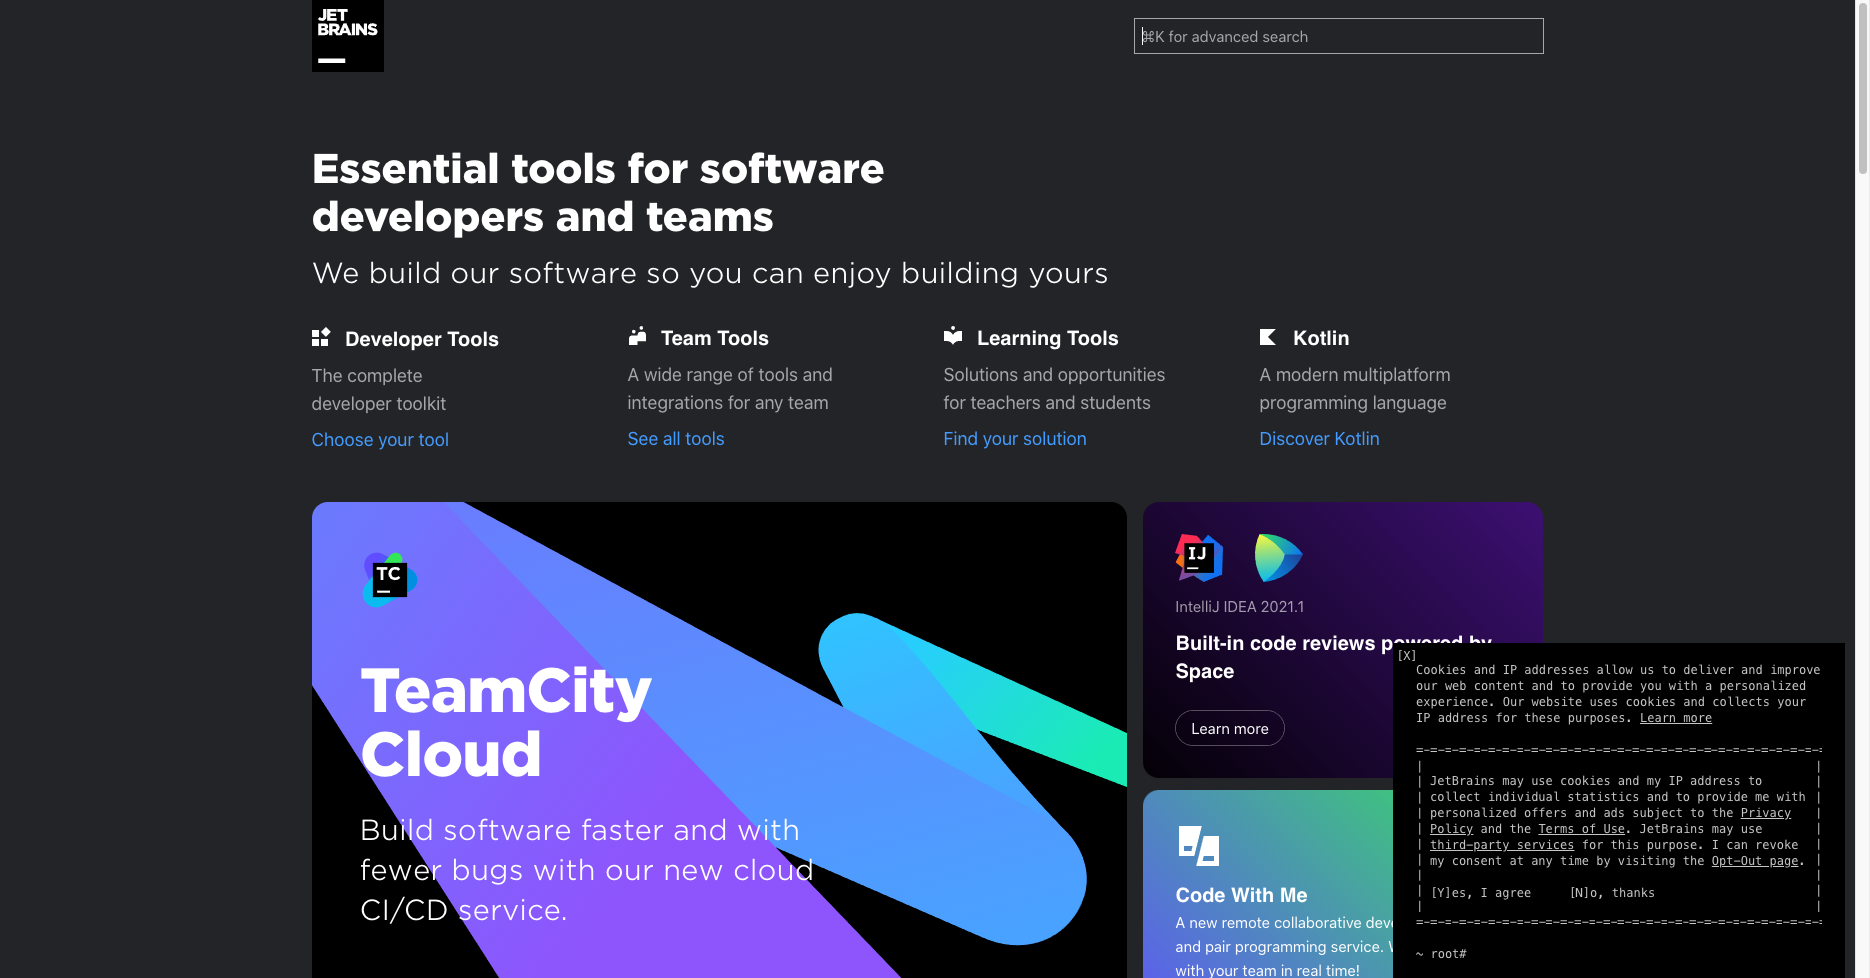 JET
BRAINS
⌘K for advanced search
Essential tools for software
developers and teams
We build our software so you can enjoy building yours
Developer Tools
The complete
developer toolkit
Choose your tool
Team Tools
A wide range of tools and
integrations for any team
See all tools
Learning Tools
Solutions and opportunities
for teachers and students
Find your solution
Kotlin
A modern multiplatform
programming language
Discover Kotlin
TC
TeamCity
Cloud
Build software faster and with
fewer bugs with our new cloud
CI/CD service.
IJ
IntelliJ IDEA 2021.1
Built-in code reviews powered by
Space
Learn more
Code With Me
A new remote collaborative deve
and pair programming service. W
with your team in real time!
[X]
Cookies and IP addresses allow us to deliver and improve
our web content and to provide you with a personalized
experience. Our website uses cookies and collects your
IP address for these purposes. Learn more
=-=-=-=-=-=-=-=-=-=-=-=-=-=-=-=-=-=-=-=-=-=-=-=-=-=-=-=-=
| JetBrains may use cookies and my IP address to |
| collect individual statistics and to provide me with |
| personalized offers and ads subject to the Privacy |
| Policy and the Terms of Use. JetBrains may use |
| third-party services for this purpose. I can revoke |
| my consent at any time by visiting the Opt-Out page. |
| [Y]es, I agree [N]o, thanks |
=-=-=-=-=-=-=-=-=-=-=-=-=-=-=-=-=-=-=-=-=-=-=-=-=-=-=-=-=
~ root#